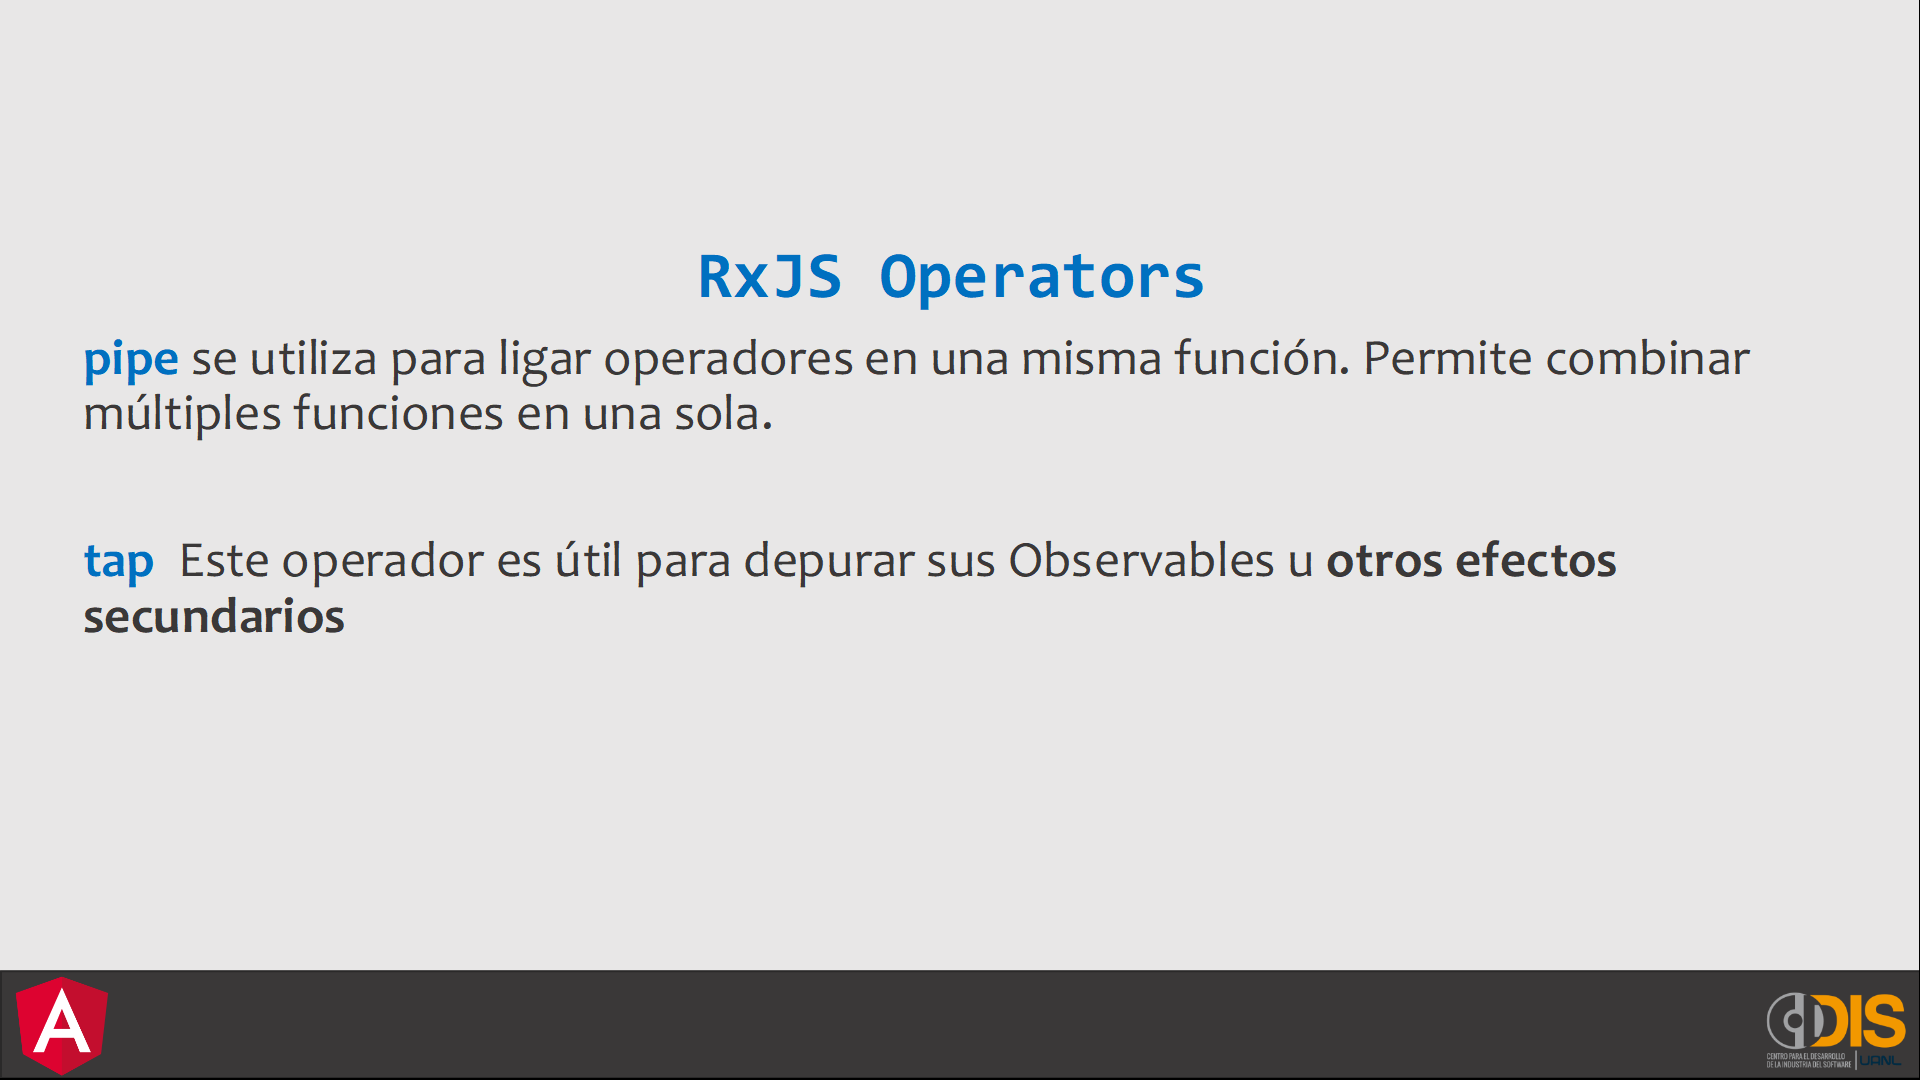 RxJS Operators
pipe se utiliza para ligar operadores en una misma función. Permite combinar
múltiples funciones en una sola.
tap Este operador es útil para depurar sus Observables u otros efectos
secundarios
A
CDIS
CENTRO PARA EL DESARROLLO
DE LA INDUSTRIA DEL SOFTWARE
UANL